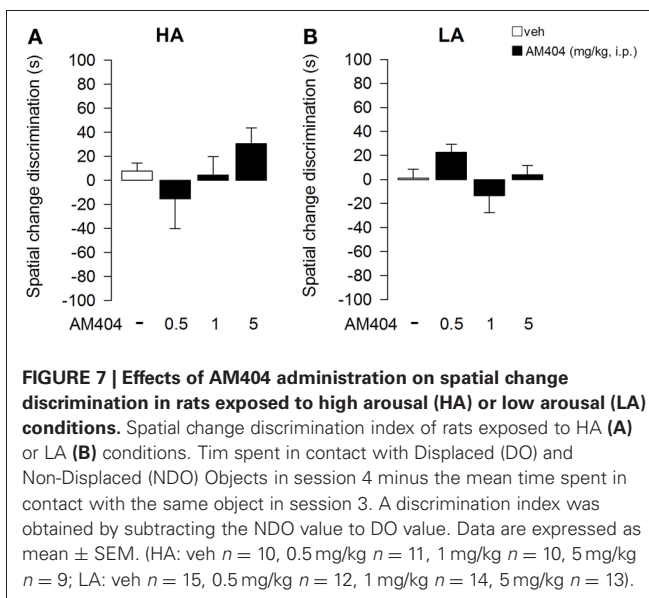 A
HA
B
LA
veh
AM404 (mg/kg, i.p.)
Spatial change discrimination (s)
100
80
60
40
20
0
-20
-40
-60
-80
-100
AM404 – 0.5 1 5
Spatial change discrimination (s)
100
80
60
40
20
0
-20
-40
-60
-80
-100
AM404 – 0.5 1 5
FIGURE 7 | Effects of AM404 administration on spatial change
discrimination in rats exposed to high arousal (HA) or low arousal (LA)
conditions. Spatial change discrimination index of rats exposed to HA (A)
or LA (B) conditions. Tim spent in contact with Displaced (DO) and
Non-Displaced (NDO) Objects in session 4 minus the mean time spent in
contact with the same object in session 3. A discrimination index was
obtained by subtracting the NDO value to DO value. Data are expressed as
mean ± SEM. (HA: veh n = 10, 0.5 mg/kg n = 11, 1 mg/kg n = 10, 5 mg/kg
n = 9; LA: veh n = 15, 0.5 mg/kg n = 12, 1 mg/kg n = 14, 5 mg/kg n = 13).